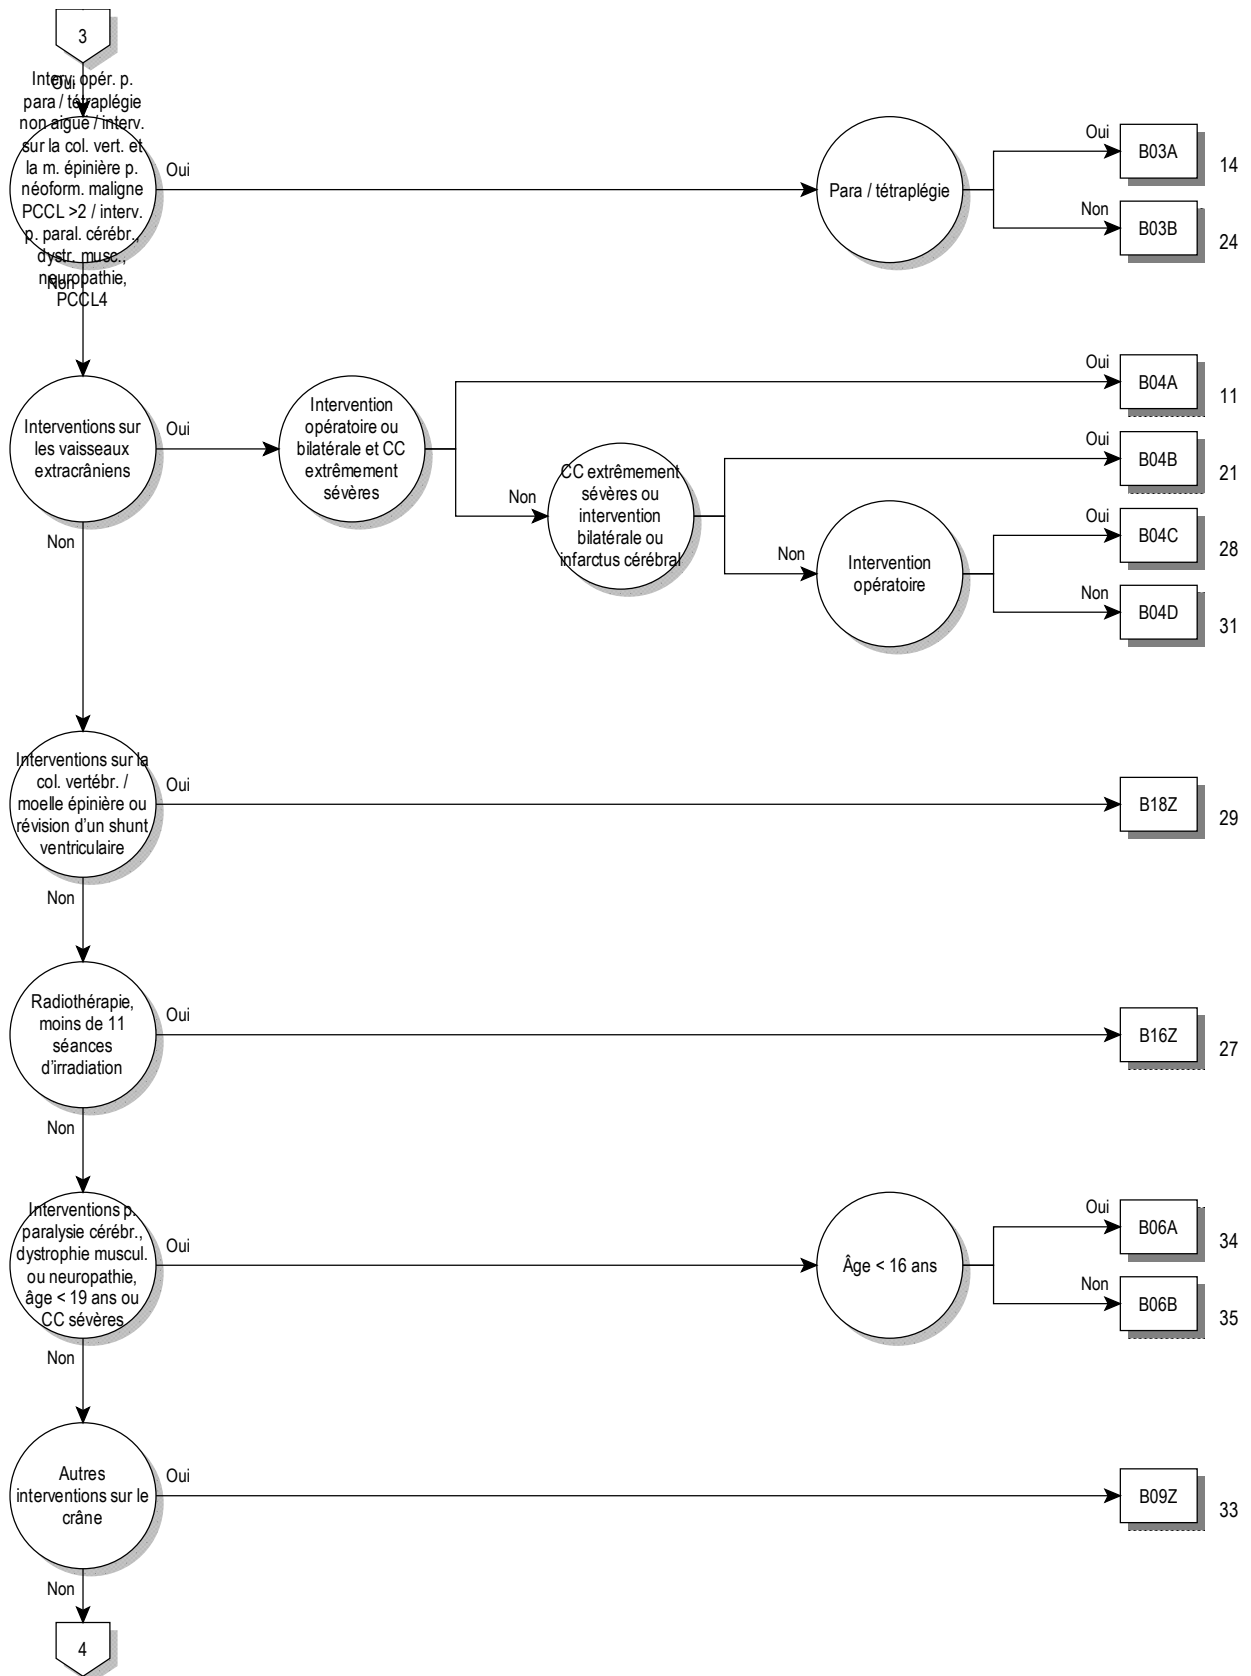 3
Oui
Interv. opér. p.
para / tétraplégie
non aiguë / interv.
sur la col. vert. et
la m. épinière p.
néoform. maligne
PCCL >2 / interv.
p. paral. cérébr.,
dystr. musc.,
neuropathie,
PCCL4
Oui
Non
Para / tétraplégie
Oui
B03A
14
Non
B03B
24
Interventions sur
les vaisseaux
extracrâniens
Oui
Non
Intervention
opératoire ou
bilatérale et CC
extrêmement
sévères
Oui
B04A
11
Non
CC extrêmement
sévères ou
intervention
bilatérale ou
infarctus cérébral
Oui
B04B
21
Non
Intervention
opératoire
Oui
B04C
28
Non
B04D
31
Interventions sur la
col. vertébr. /
moelle épinière ou
révision d'un shunt
ventriculaire
Oui
B18Z
29
Non
Radiothérapie,
moins de 11
séances
d'irradiation
Oui
B16Z
27
Non
Interventions p.
paralysie cérébr.,
dystrophie muscul.
ou neuropathie,
âge < 19 ans ou
CC sévères
Oui
Âge < 16 ans
Oui
B06A
34
Non
B06B
35
Non
Autres
interventions sur le
crâne
Oui
B09Z
33
Non
4